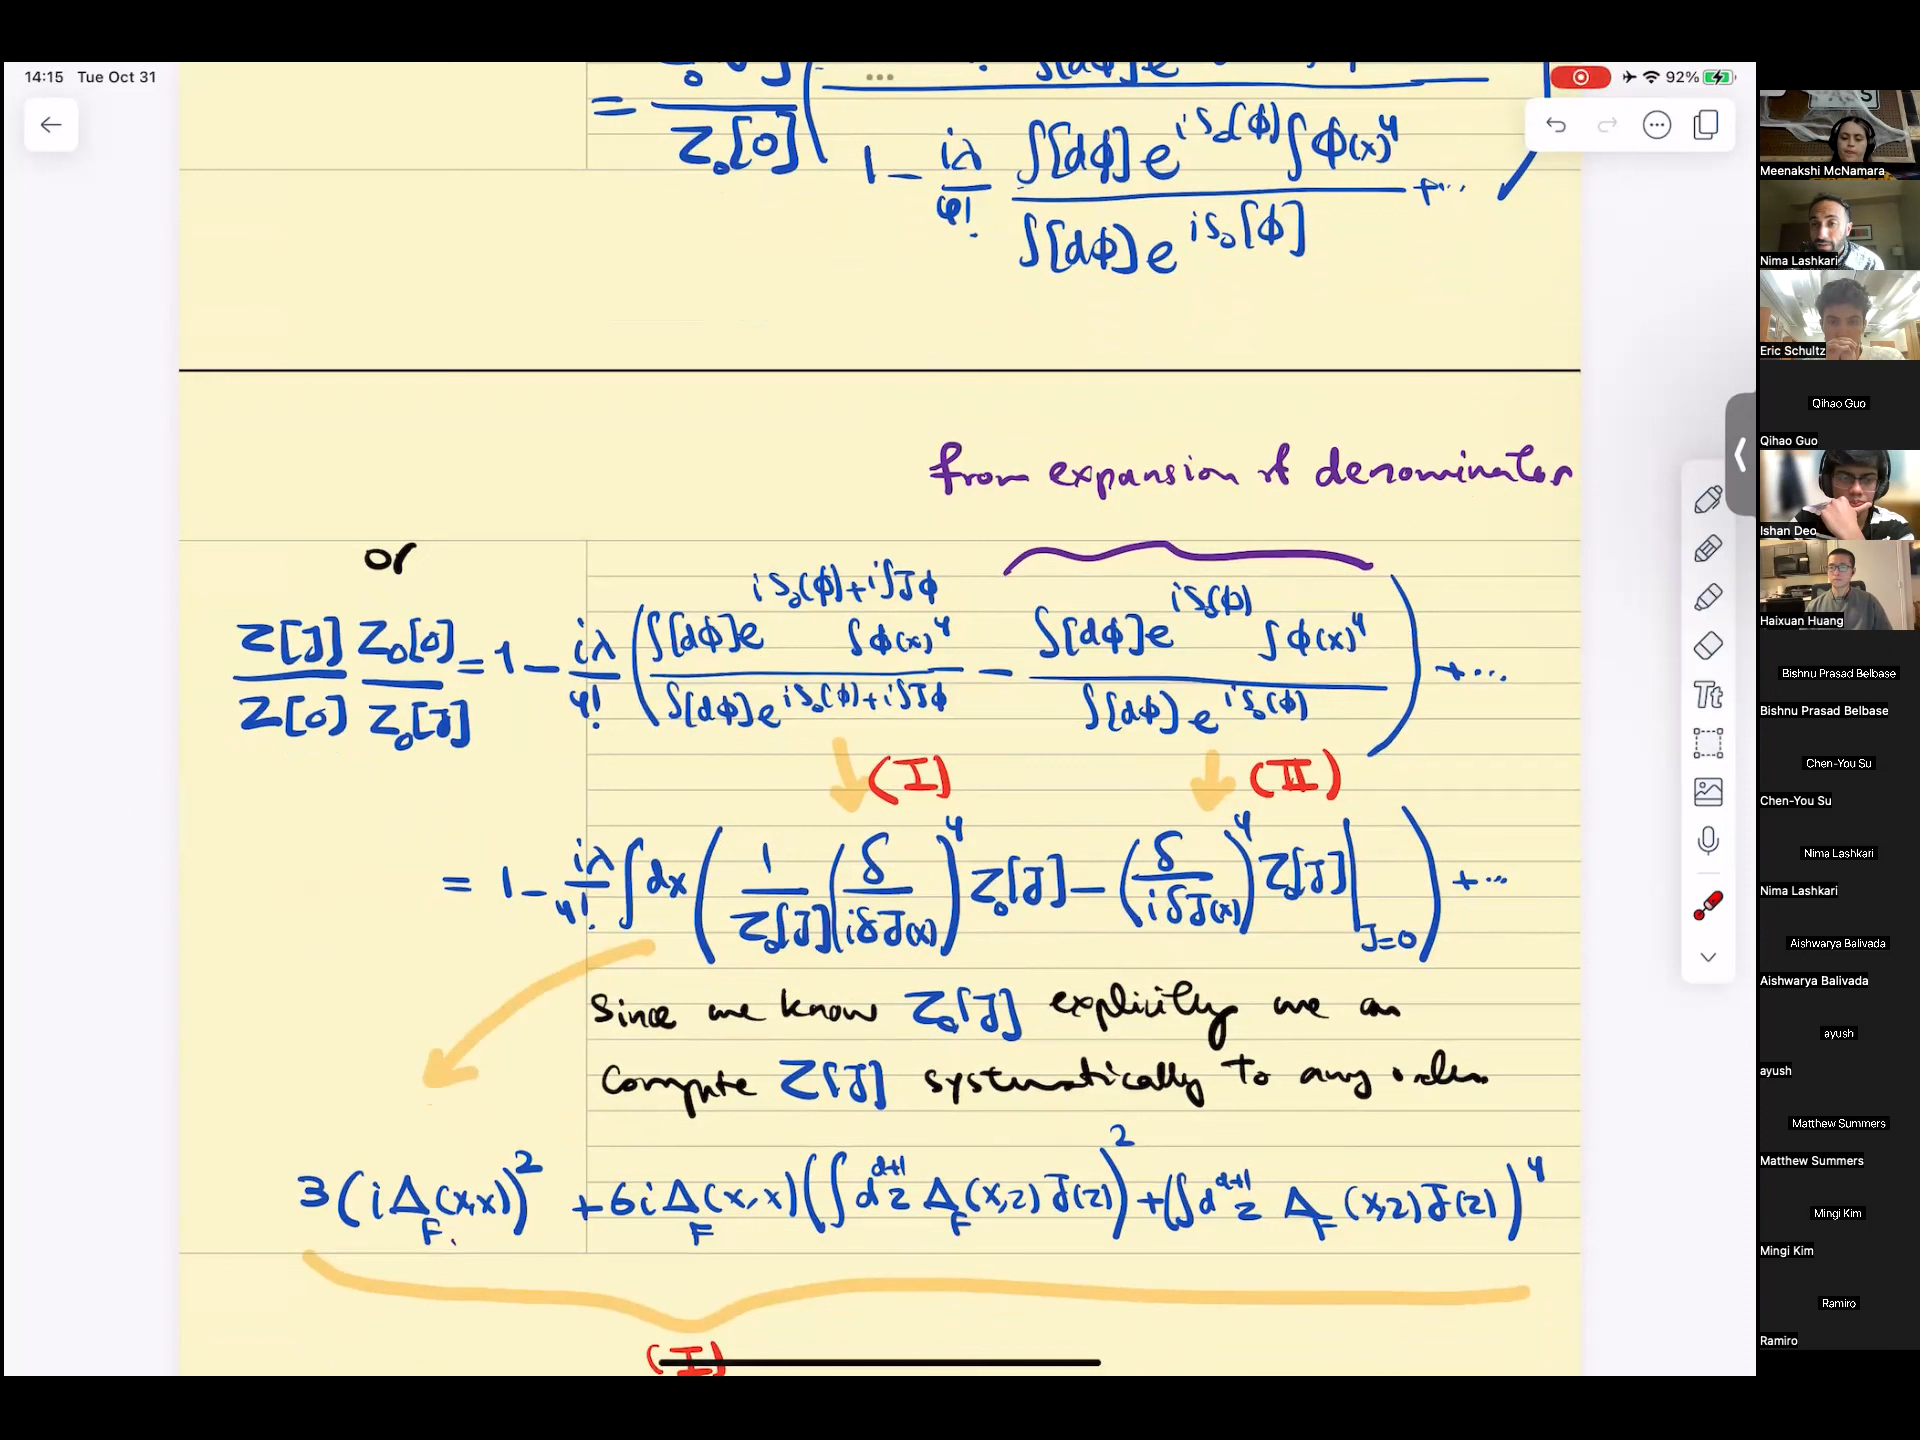 14:15 Tue Oct 31
92%
= Z₀[0] ( 1 - iλ/4! ∫[dϕ] e^{iS₀(ϕ)} ∫ϕ(x)⁴ / ∫[dϕ] e^{iS₀[ϕ]} + ...
from expansion of denominator
or
Z[J]/Z[0] Z₀[0]/Z₀[J] = 1 - iλ/4! ( ∫[dϕ]e^{iS₀(ϕ)+i∫Jϕ} ∫ϕ(x)⁴ / ∫[dϕ]e^{iS₀(ϕ)+i∫Jϕ} - ∫[dϕ]e^{iS₀(ϕ)} ∫ϕ(x)⁴ / ∫[dϕ]e^{iS₀(ϕ)} ) + ...
(I) (II)
= 1 - iλ/4! ∫dx ( 1/Z₀[J] (δ/iδJ(x))⁴ Z₀[J] - (δ/iδJ(x))⁴ Z₀[J] |_{J=0} ) + ...
Since we know Z₀[J] explicitly we can
Compute Z[J] systematically to any order
3(iΔ_F(x,x))² + 6iΔ_F(x,x)(∫d^{d+1}z Δ_F(x,z)J(z))² + (∫d^{d+1}z Δ_F(x,z)J(z))⁴
(I)
Meenakshi McNamara
Nima Lashkari
Eric Schultz
Qihao Guo
Qihao Guo
Ishan Deo
Haixuan Huang
Bishnu Prasad Belbase
Bishnu Prasad Belbase
Chen-You Su
Chen-You Su
Nima Lashkari
Nima Lashkari
Aishwarya Balivada
Aishwarya Balivada
ayush
ayush
Matthew Summers
Matthew Summers
Mingi Kim
Mingi Kim
Ramiro
Ramiro
Tt